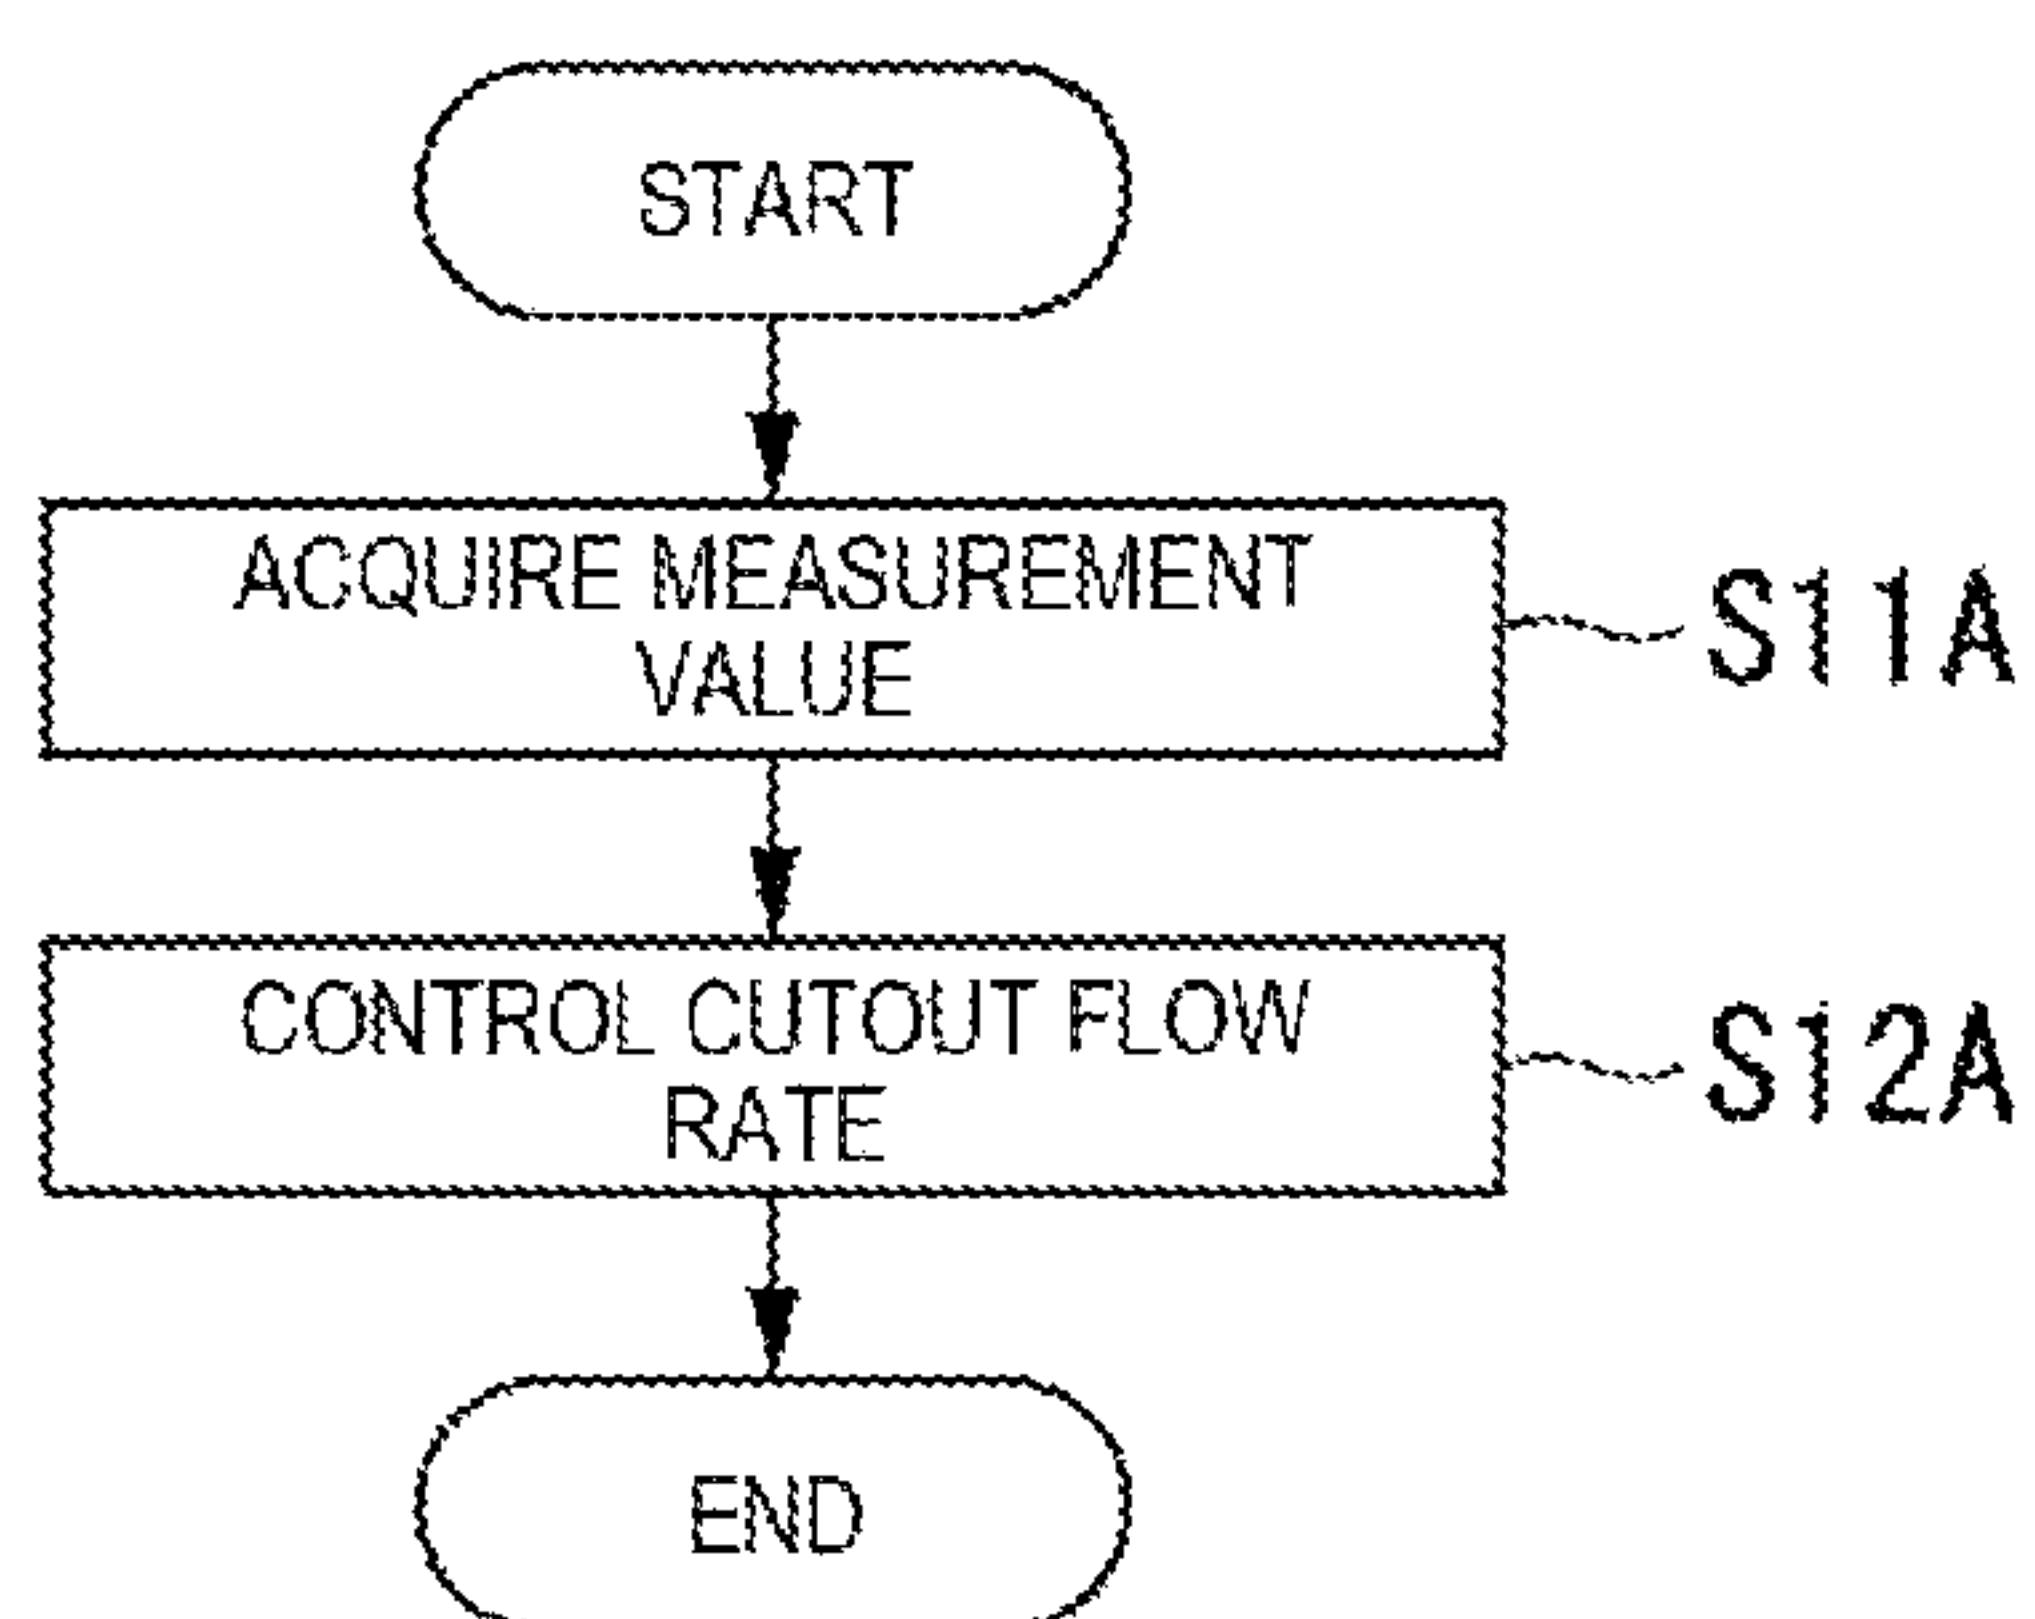 START
ACQUIRE MEASUREMENT
VALUE
S11A
CONTROL CUTOUT FLOW
RATE
S12A
END